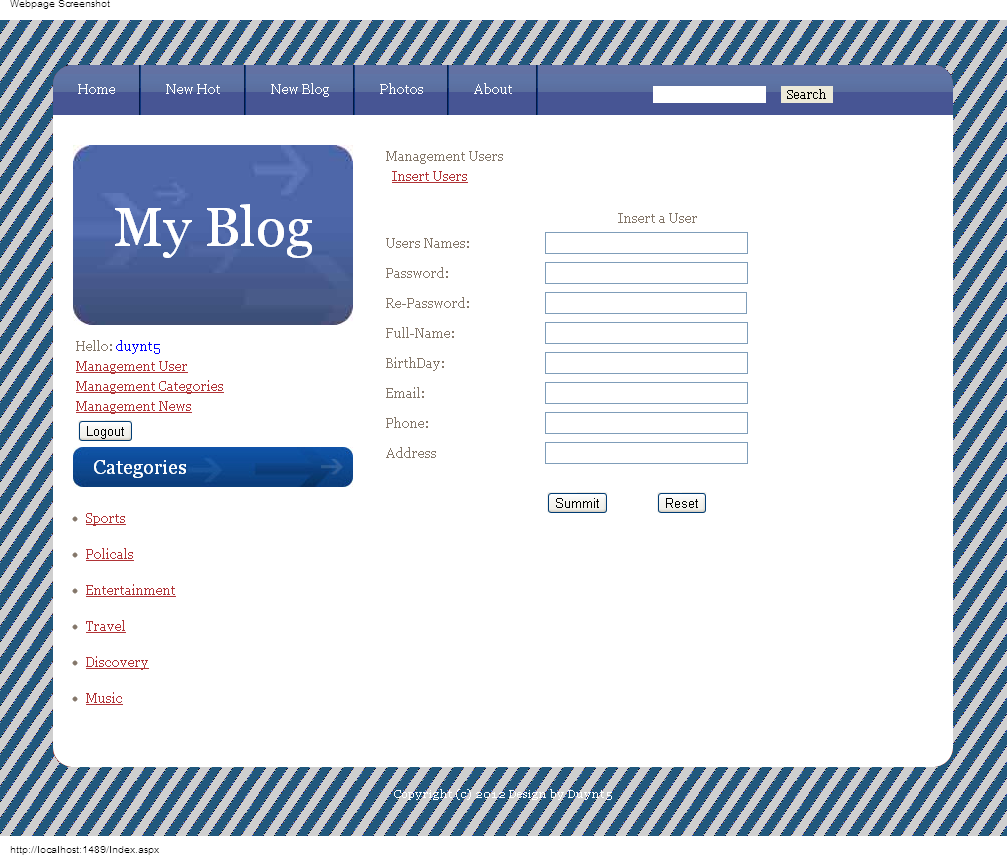 Webpage Screenshot
Home New Hot New Blog Photos About Search
My Blog
Hello: duynt5
Management User
Management Categories
Management News
Logout
Categories
Sports
Policals
Entertainment
Travel
Discovery
Music
Management Users
Insert Users
Insert a User
Users Names:
Password:
Re-Password:
Full-Name:
BirthDay:
Email:
Phone:
Address
Summit Reset
Copyright (c) 2012 Design by Duynt5
http://localhost:1489/Index.aspx